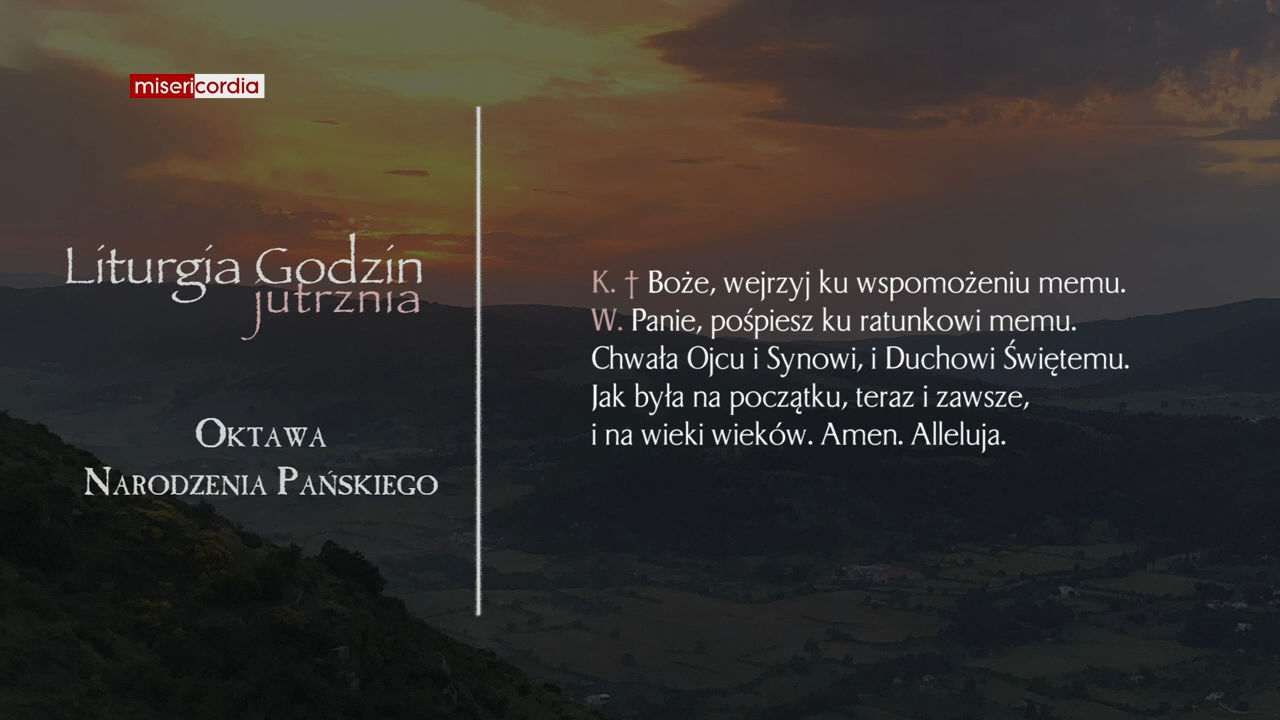 misericordia
Liturgia Godzin
jutrznia
Oktawa
Narodzenia Pańskiego
K. † Boże, wejrzyj ku wspomożeniu memu.
W. Panie, pośpiesz ku ratunkowi memu.
Chwała Ojcu i Synowi, i Duchowi Świętemu.
Jak była na początku, teraz i zawsze,
i na wieki wieków. Amen. Alleluja.